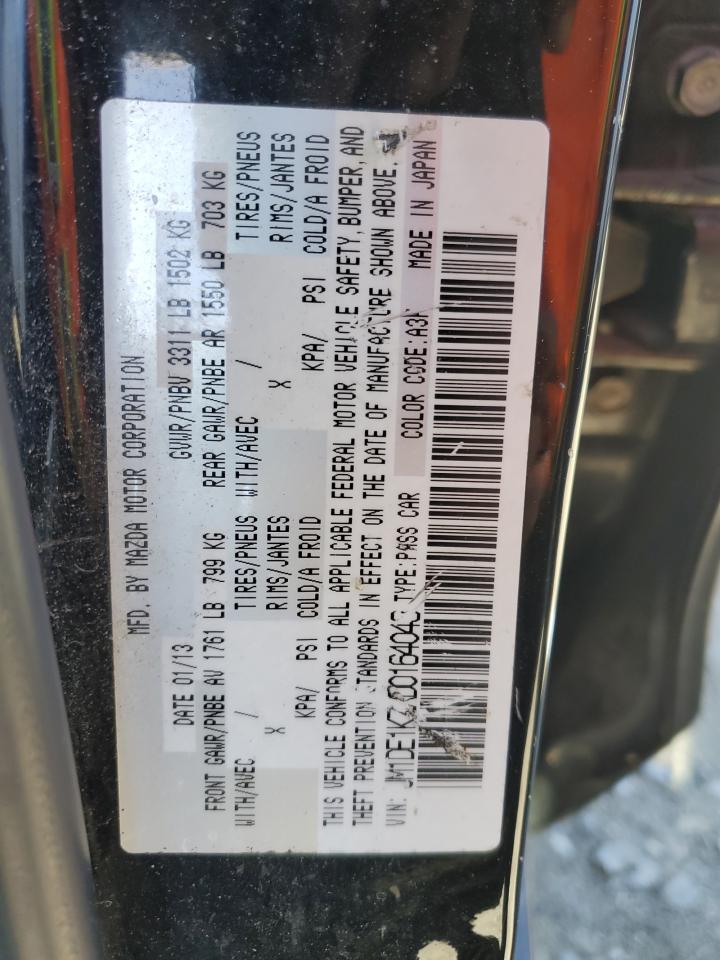 MFD. BY MAZDA MOTOR CORPORATION
DATE 01/13 GVWR/PNBV 3311 LB 1502 KG
FRONT GAWR/PNBE AV 1761 LB 799 KG REAR GAWR/PNBE AR 1550 LB 703 KG
WITH/AVEC / TIRES/PNEUS WITH/AVEC / TIRES/PNEUS
X RIMS/JANTES X RIMS/JANTES
KPA/ PSI COLD/A FROID KPA/ PSI COLD/A FROID
THIS VEHICLE CONFORMS TO ALL APPLICABLE FEDERAL MOTOR VEHICLE SAFETY, BUMPER, AND
THEFT PREVENTION STANDARDS IN EFFECT ON THE DATE OF MANUFACTURE SHOWN ABOVE.
VIN: TYPE:PASS CAR COLOR CODE:A3F MADE IN JAPAN